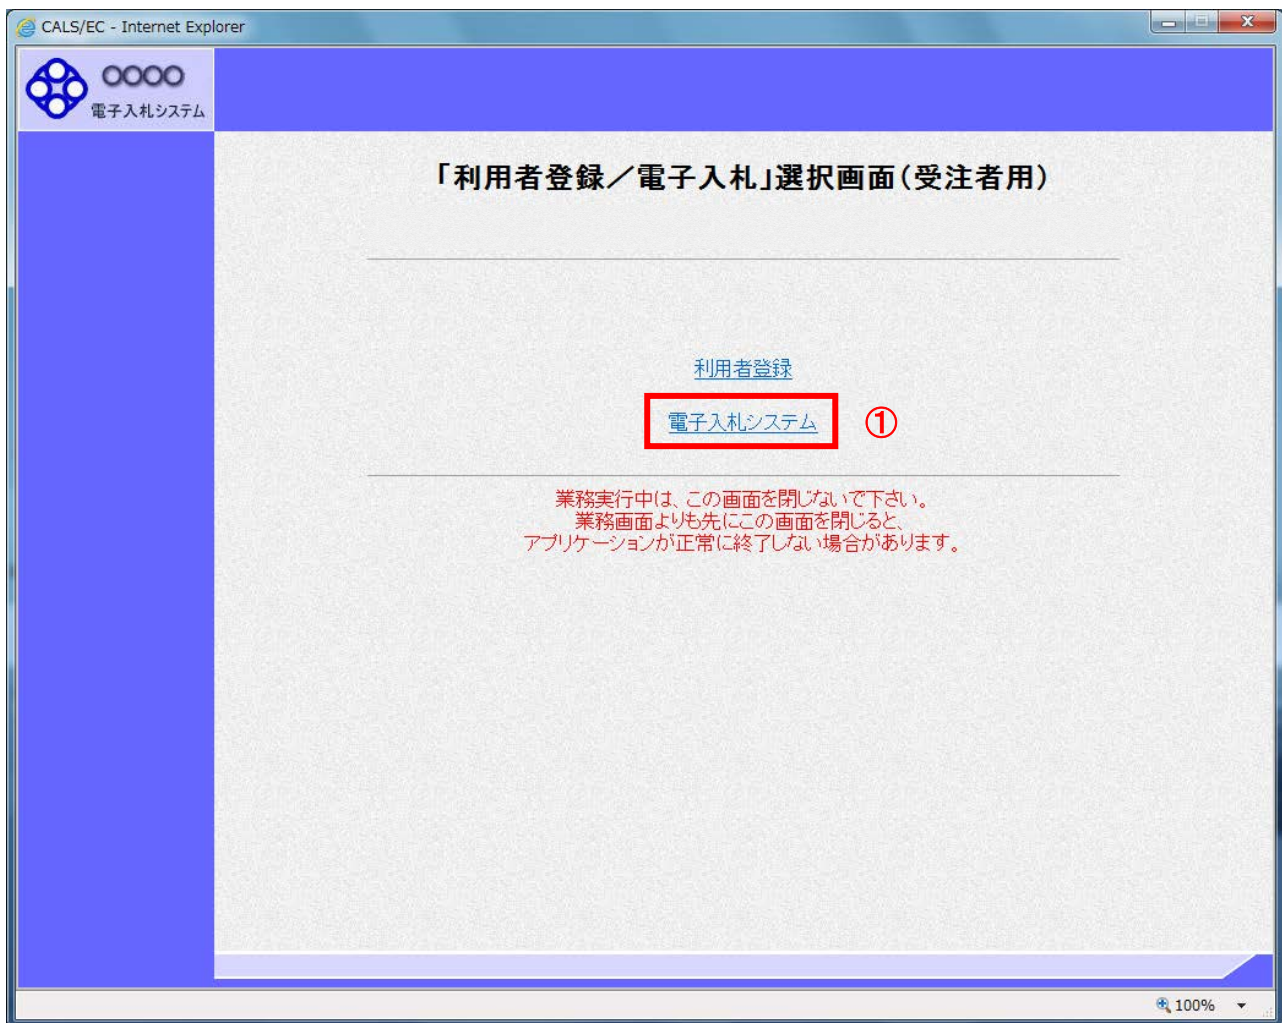 CALS/EC - Internet Explorer
○○○○
電子入札システム
「利用者登録／電子入札」選択画面(受注者用)
利用者登録
電子入札システム ①
業務実行中は、この画面を閉じないで下さい。
業務画面よりも先にこの画面を閉じると、
アプリケーションが正常に終了しない場合があります。
100%